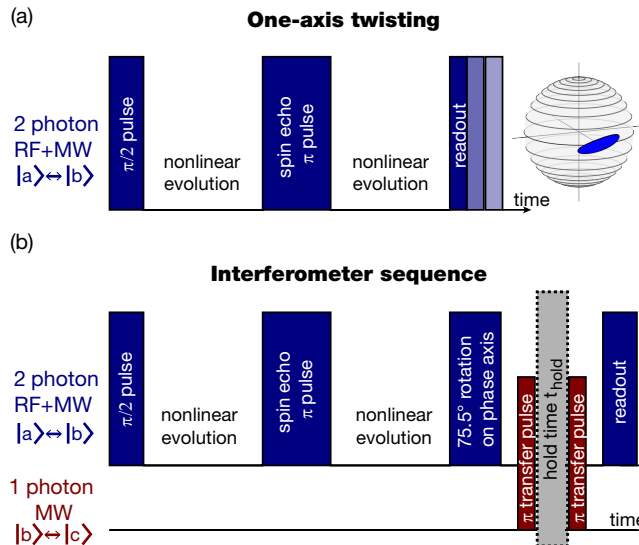 (a)
One-axis twisting
2 photon
RF+MW
|a⟩↔|b⟩
π/2 pulse
nonlinear
evolution
spin echo
π pulse
nonlinear
evolution
readout
time
(b)
Interferometer sequence
2 photon
RF+MW
|a⟩↔|b⟩
π/2 pulse
nonlinear
evolution
spin echo
π pulse
nonlinear
evolution
75.5° rotation
on phase axis
π transfer pulse
hold time t_hold
π transfer pulse
readout
1 photon
MW
|b⟩↔|c⟩
time